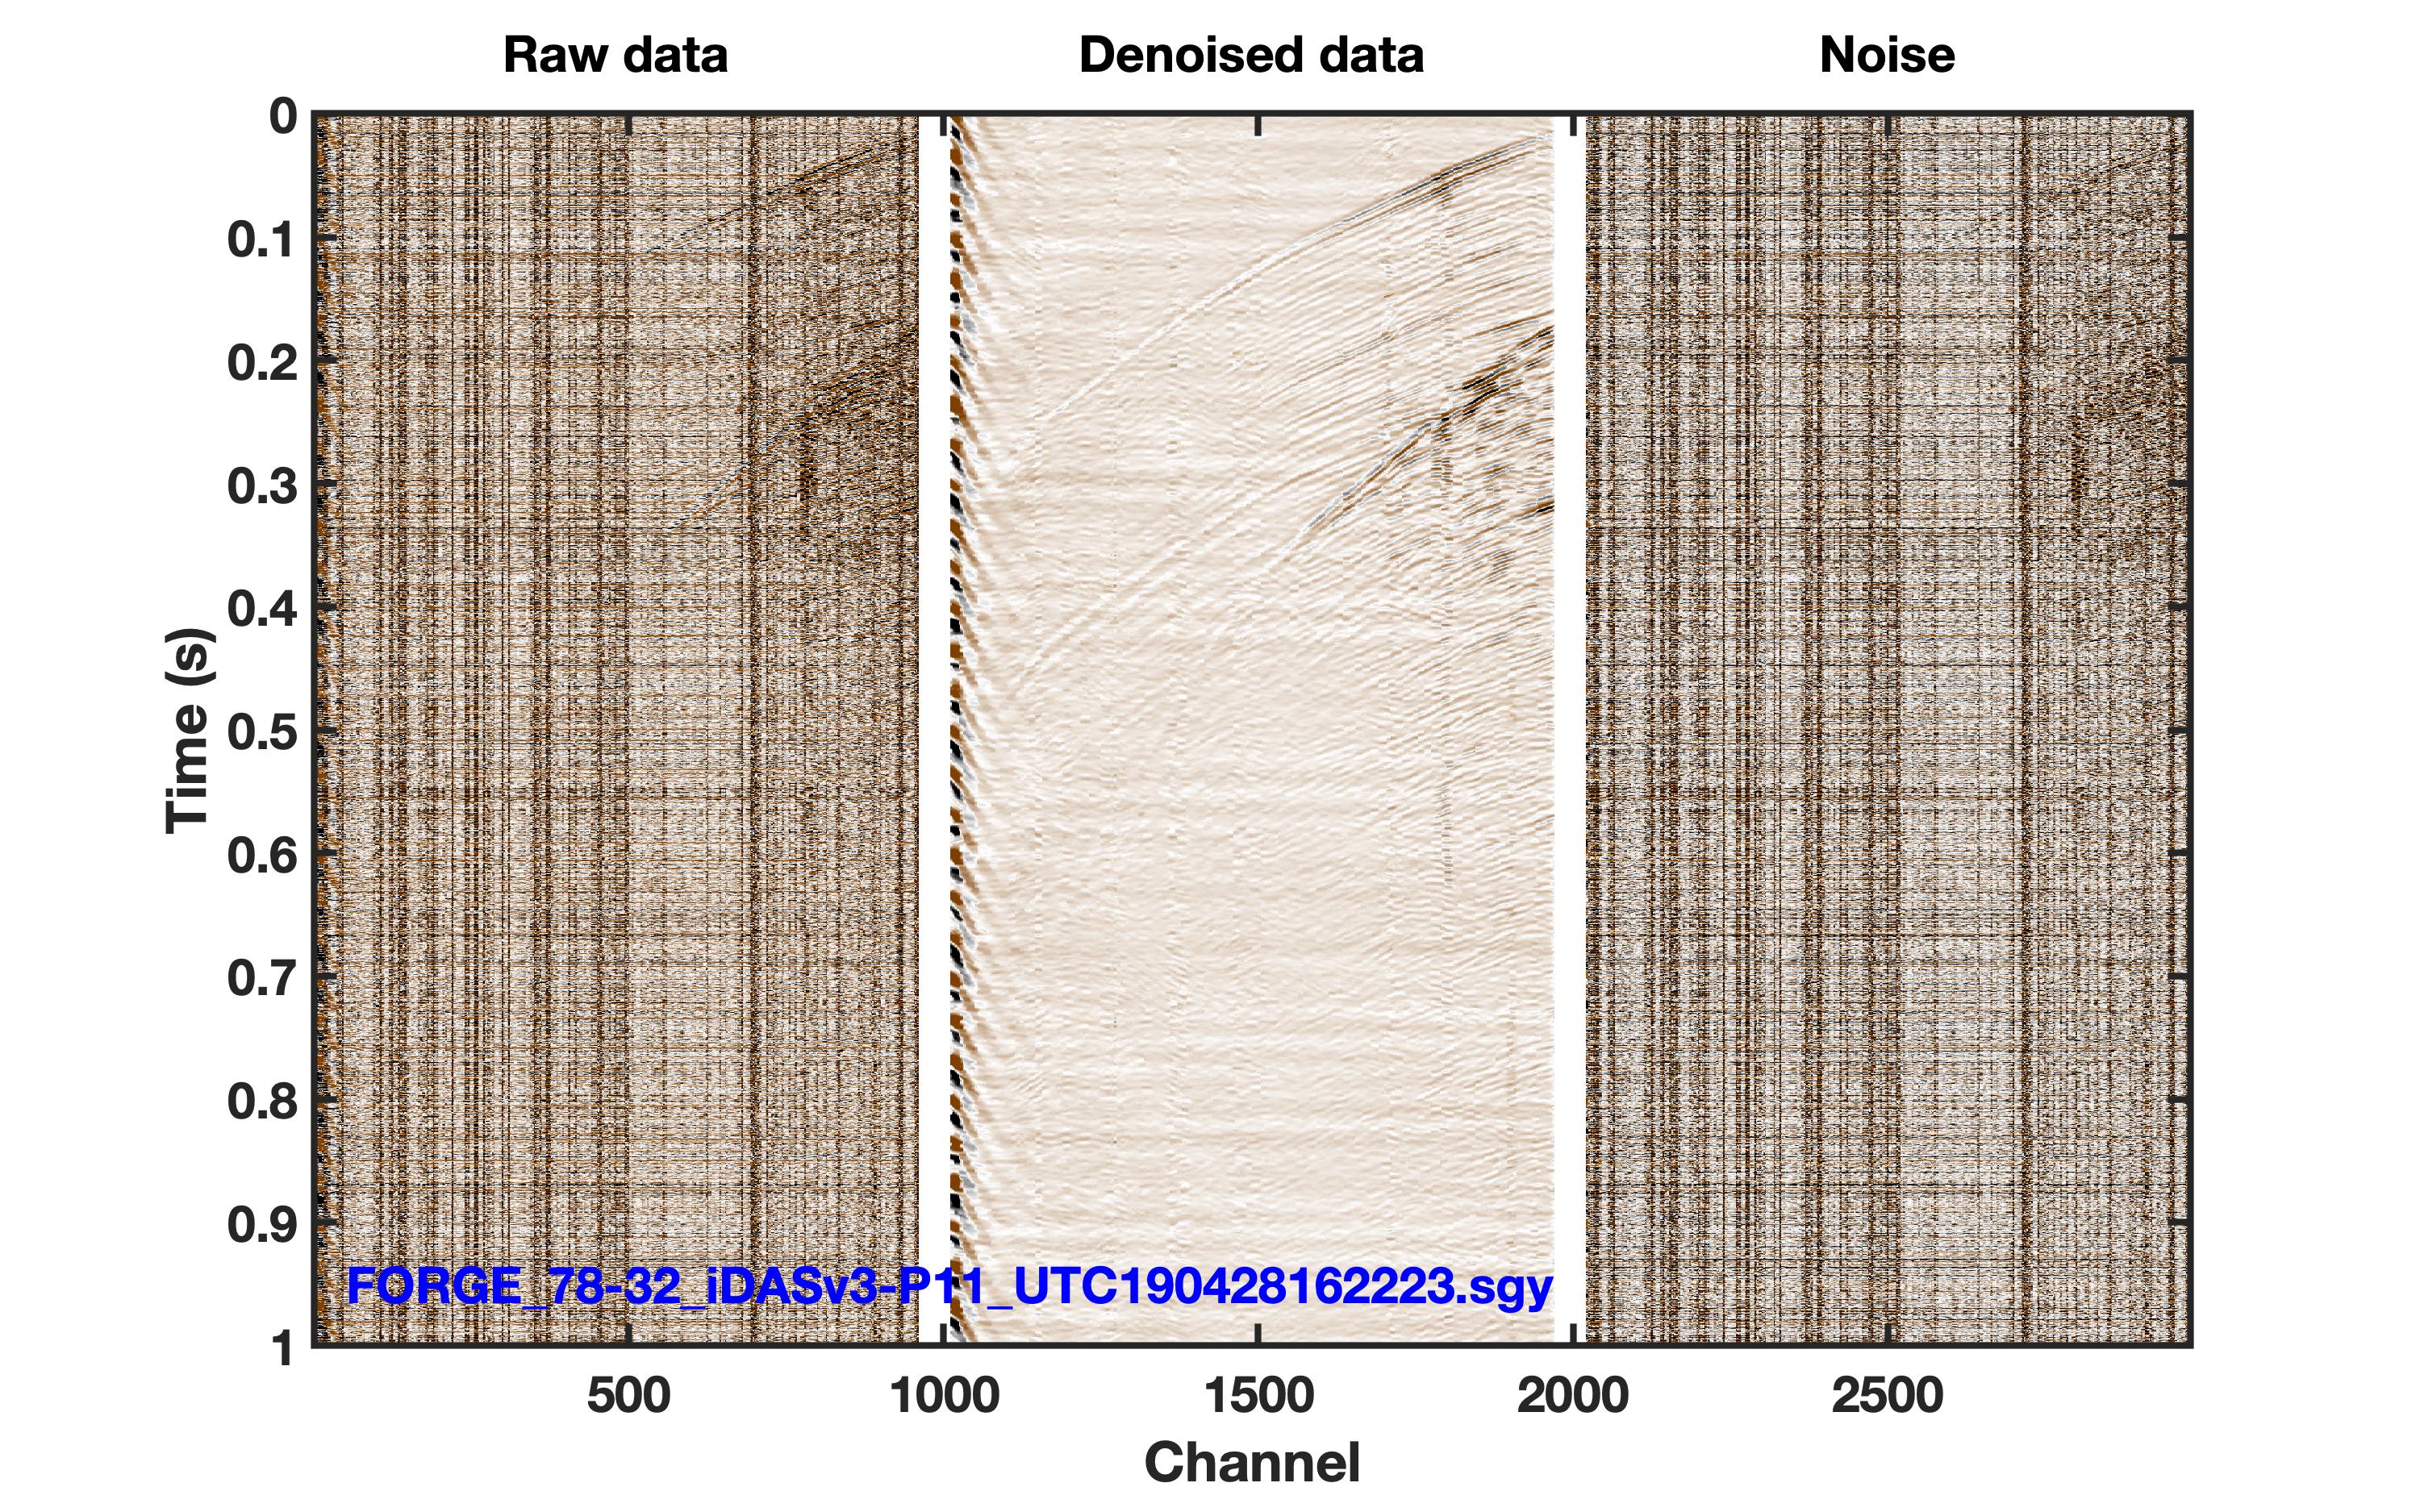 Raw data
Denoised data
Noise
0
0.1
0.2
0.3
0.4
0.5
0.6
0.7
0.8
0.9
1
Time (s)
FORGE_78-32_iDASv3-P11_UTC190428162223.sgy
500
1000
1500
2000
2500
Channel